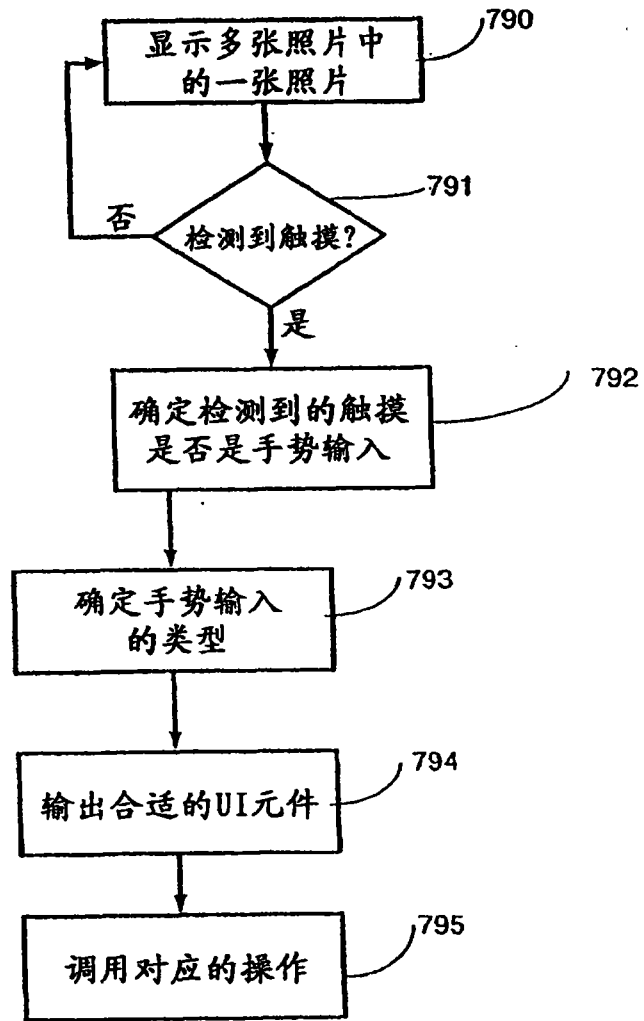 790
显示多张照片中
的一张照片
791
检测到触摸?
否
是
792
确定检测到的触摸
是否是手势输入
793
确定手势输入
的类型
794
输出合适的UI元件
795
调用对应的操作